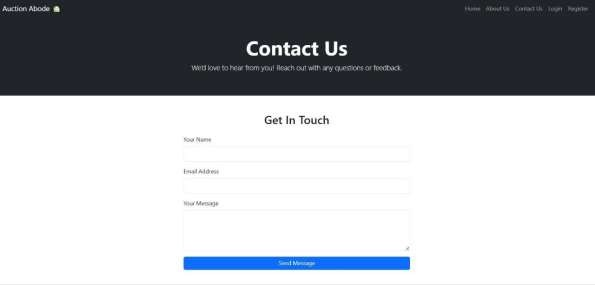 Auction Abode
Home About Us Contact Us Login Register
Contact Us
We'd love to hear from you! Reach out with any questions or feedback.
Get In Touch
Your Name
Email Address
Your Message
Send Message